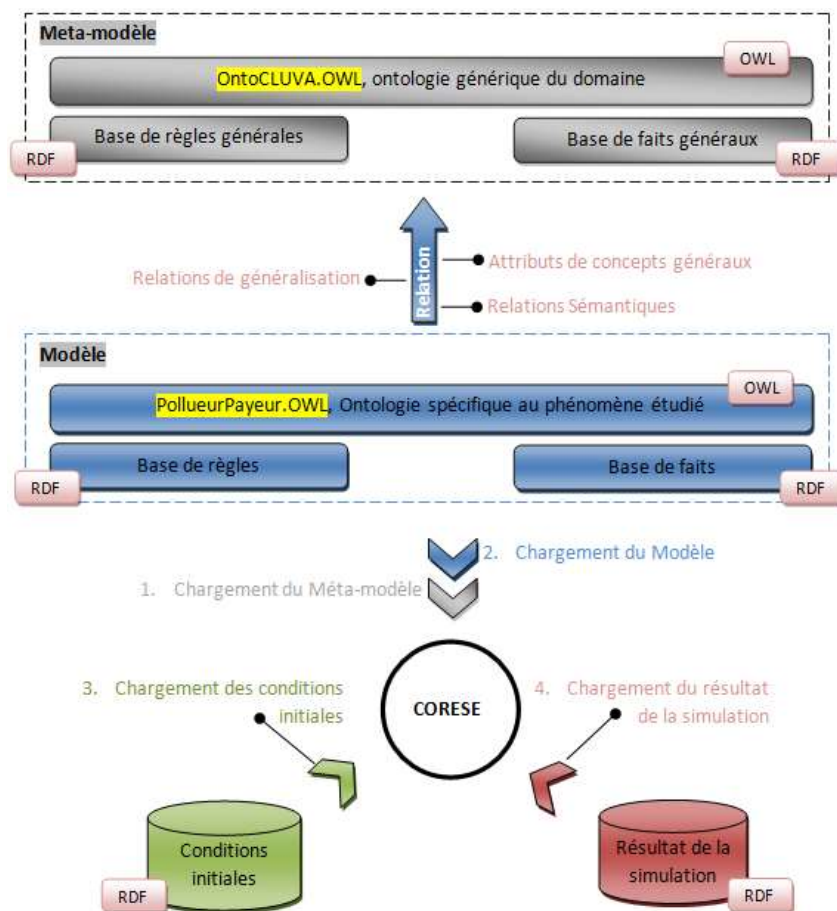 Meta-modèle
OWL
OntoCLUVA.OWL, ontologie générique du domaine
Base de règles générales
Base de faits généraux
RDF
RDF
Relation
Attributs de concepts généraux
Relations de généralisation
Relations Sémantiques
Modèle
OWL
PollueurPayeur.OWL, Ontologie spécifique au phénomène étudié
Base de règles
Base de faits
RDF
RDF
2. Chargement du Modèle
1. Chargement du Méta-modèle
3. Chargement des conditions
initiales
4. Chargement du résultat
de la simulation
CORESE
Conditions
initiales
RDF
Résultat de la
simulation
RDF